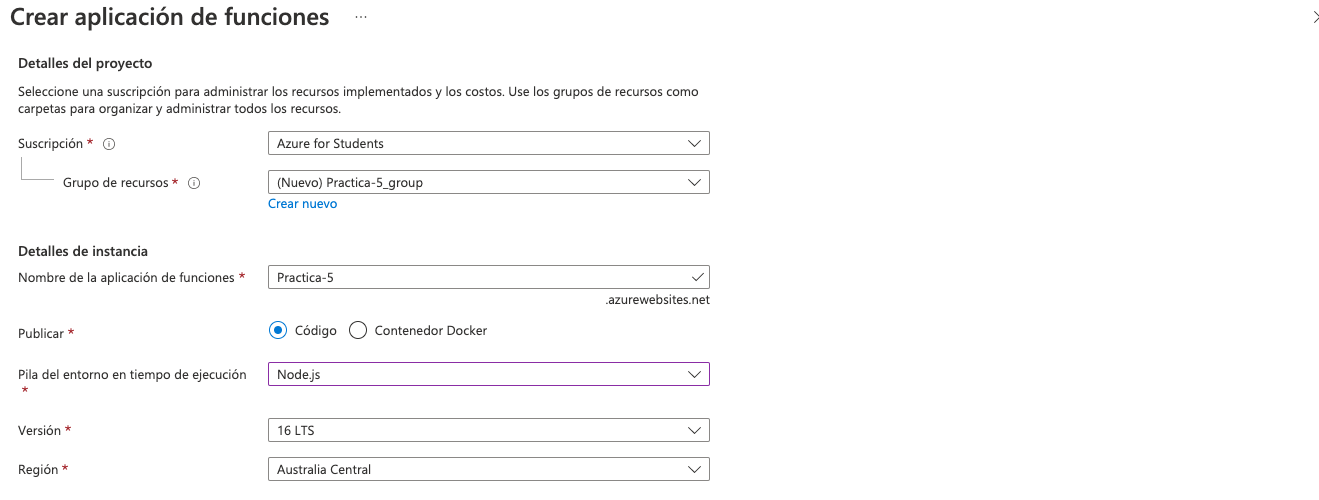 Crear aplicación de funciones ...
Detalles del proyecto
Seleccione una suscripción para administrar los recursos implementados y los costos. Use los grupos de recursos como
carpetas para organizar y administrar todos los recursos.
Suscripción * Azure for Students
Grupo de recursos * (Nuevo) Practica-5_group
Crear nuevo
Detalles de instancia
Nombre de la aplicación de funciones * Practica-5
.azurewebsites.net
Publicar * Código Contenedor Docker
Pila del entorno en tiempo de ejecución Node.js
*
Versión * 16 LTS
Región * Australia Central